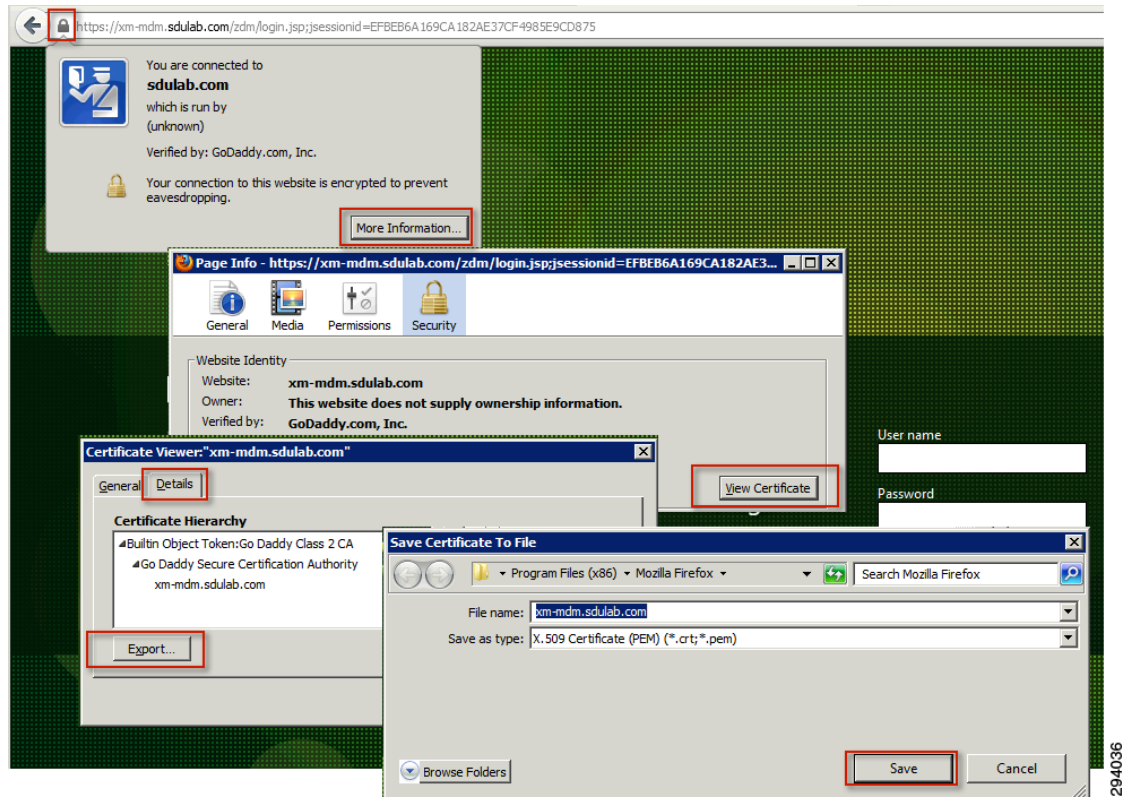 https://xm-mdm.sdulab.com/zdm/login.jsp;jsessionid=EFBEB6A169CA182AE37CF4985E9CD875
You are connected to
sdulab.com
which is run by
(unknown)
Verified by: GoDaddy.com, Inc.
Your connection to this website is encrypted to prevent
eavesdropping.
More Information...
Page Info - https://xm-mdm.sdulab.com/zdm/login.jsp;jsessionid=EFBEB6A169CA182AE3...
General Media Permissions Security
Website Identity
Website: xm-mdm.sdulab.com
Owner: This website does not supply ownership information.
Verified by: GoDaddy.com, Inc.
View Certificate
User name
Password
Certificate Viewer:"xm-mdm.sdulab.com"
General Details
Certificate Hierarchy
Builtin Object Token:Go Daddy Class 2 CA
Go Daddy Secure Certification Authority
xm-mdm.sdulab.com
Export...
Save Certificate To File
Program Files (x86) Mozilla Firefox
Search Mozilla Firefox
File name: xm-mdm.sdulab.com
Save as type: X.509 Certificate (PEM) (*.crt;*.pem)
Browse Folders
Save Cancel
294036